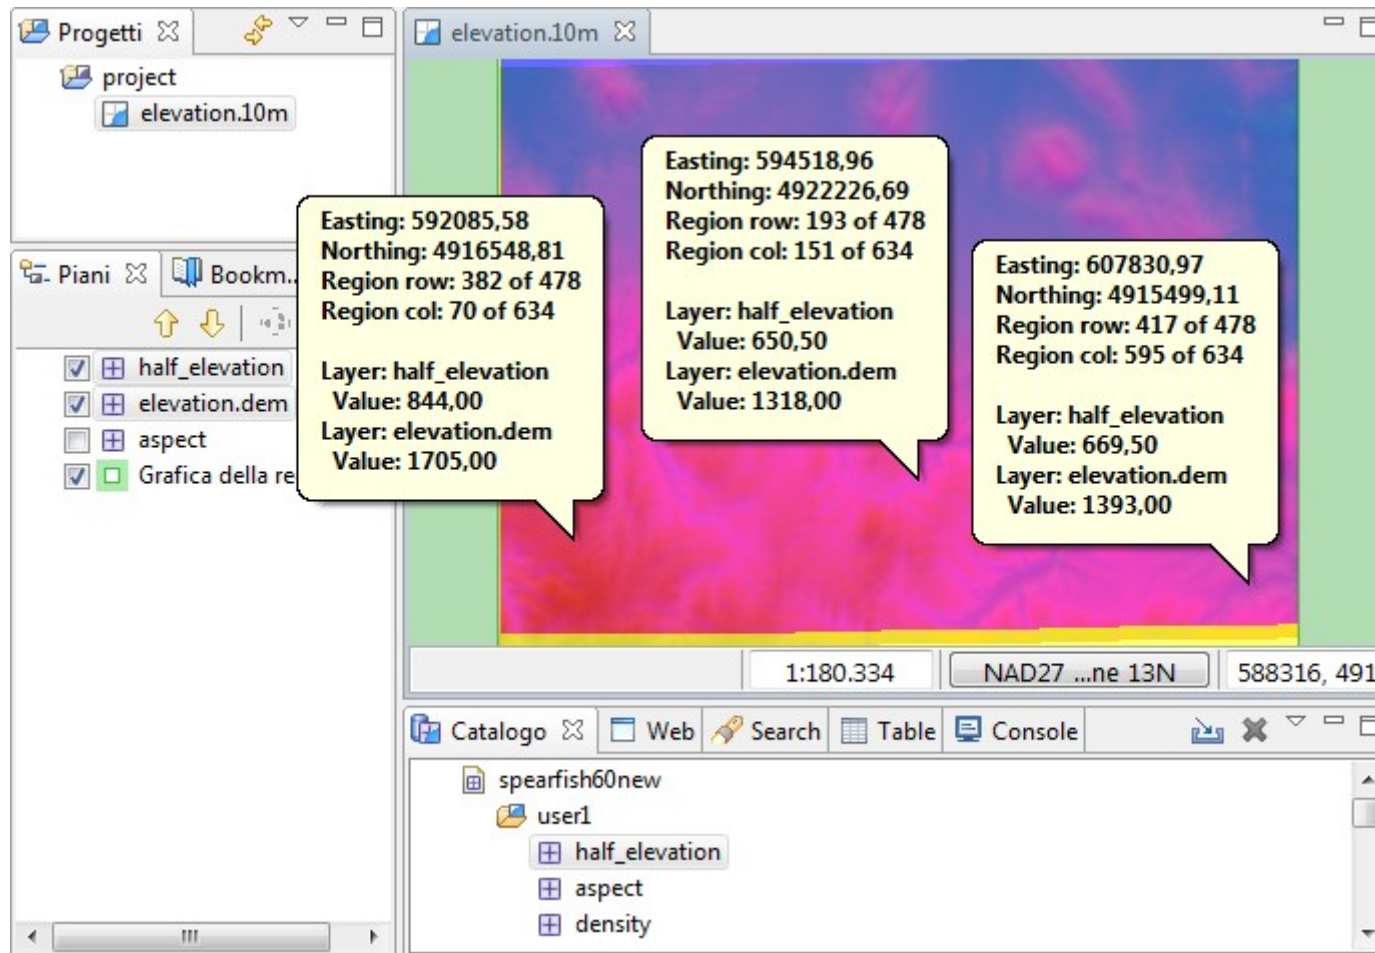 Progetti
project
elevation.10m
Piani
Bookm..
half_elevation
elevation.dem
aspect
Grafica della re
elevation.10m
Easting: 592085,58
Northing: 4916548,81
Region row: 382 of 478
Region col: 70 of 634
Layer: half_elevation
Value: 844,00
Layer: elevation.dem
Value: 1705,00
Easting: 594518,96
Northing: 4922226,69
Region row: 193 of 478
Region col: 151 of 634
Layer: half_elevation
Value: 650,50
Layer: elevation.dem
Value: 1318,00
Easting: 607830,97
Northing: 4915499,11
Region row: 417 of 478
Region col: 595 of 634
Layer: half_elevation
Value: 669,50
Layer: elevation.dem
Value: 1393,00
1:180.334
NAD27 ...ne 13N
588316, 491
Catalogo
Web
Search
Table
Console
spearfish60new
user1
half_elevation
aspect
density